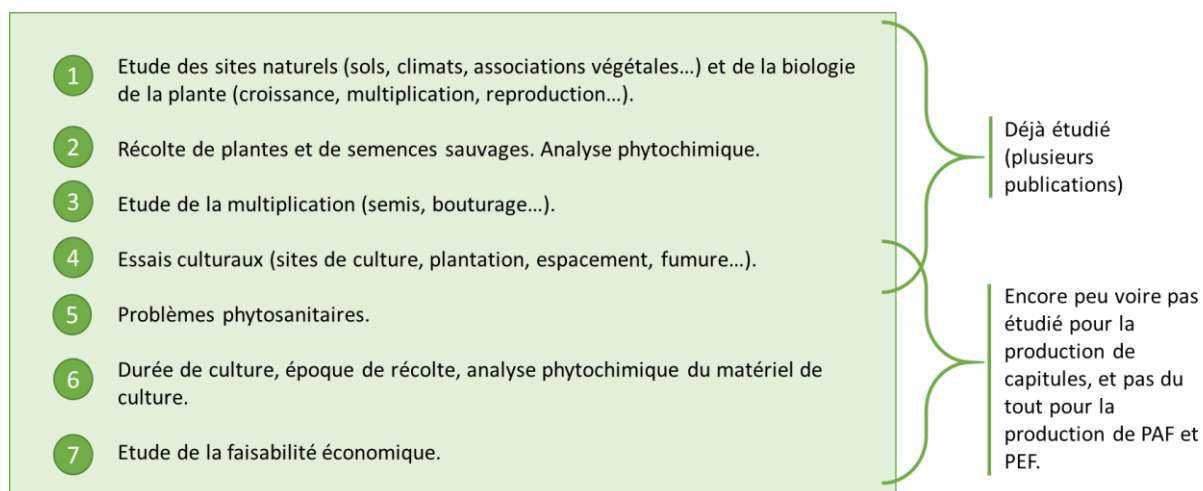 1
Etude des sites naturels (sols, climats, associations végétales…) et de la biologie
de la plante (croissance, multiplication, reproduction…).
2
Récolte de plantes et de semences sauvages. Analyse phytochimique.
3
Etude de la multiplication (semis, bouturage…).
4
Essais culturaux (sites de culture, plantation, espacement, fumure…).
5
Problèmes phytosanitaires.
6
Durée de culture, époque de récolte, analyse phytochimique du matériel de
culture.
7
Etude de la faisabilité économique.
Déjà étudié
(plusieurs
publications)
Encore peu voire pas
étudié pour la
production de
capitules, et pas du
tout pour la
production de PAF et
PEF.